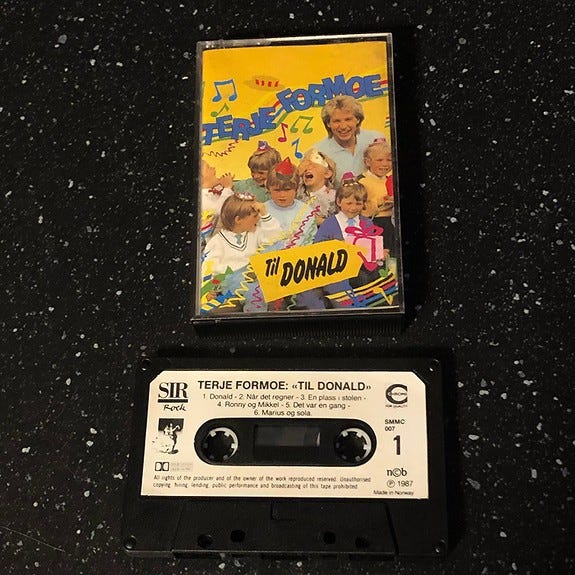 TERJE FORMOE
Til DONALD
SIR
Rock
TERJE FORMOE: «TIL DONALD»
1. Donald - 2. Når det regner - 3. En plass i stolen -
4. Ronny og Mikkel - 5. Det var en gang -
6. Marius og sola.
CHROME
FOR QUALITY
SMMC
007
1
n©b
℗ 1987
Made in Norway
All rights of the producer and of the owner of the work reproduced reserved. Unauthorised
copying, hiring, lending, public performance and broadcasting of this tape prohibited.